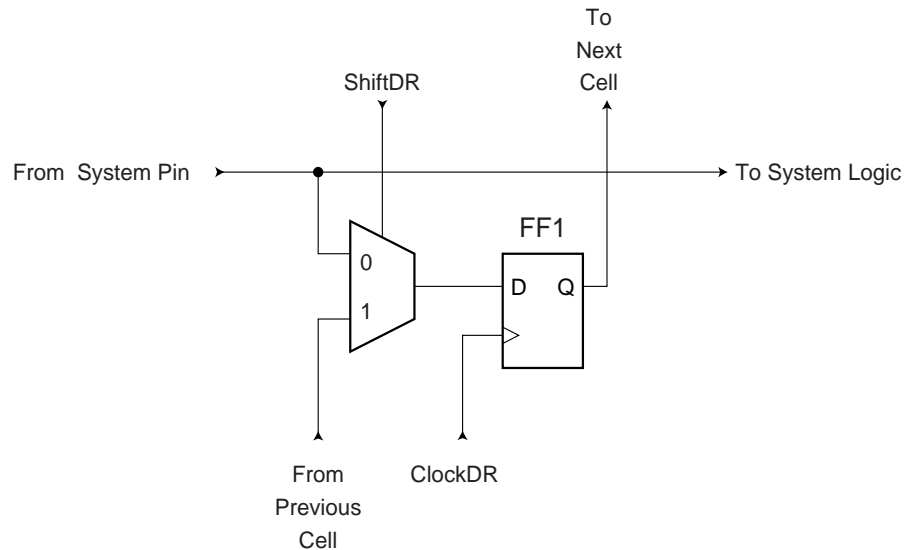 To
Next
Cell
ShiftDR
From System Pin
To System Logic
FF1
0
D Q
1
From
Previous
Cell
ClockDR